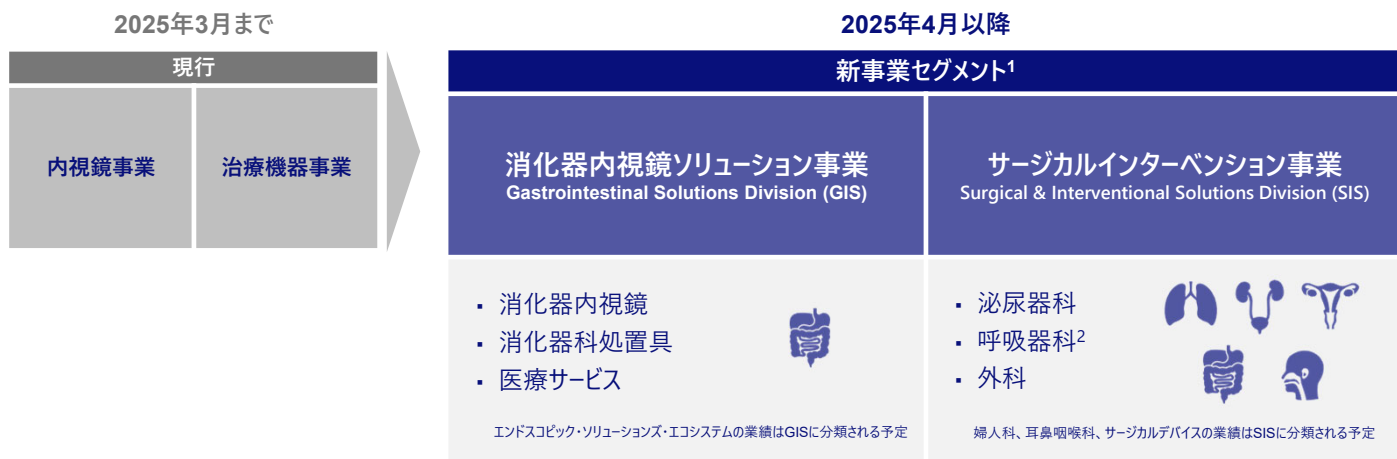 2025年3月まで
現行
内視鏡事業
治療機器事業
2025年4月以降
新事業セグメント1
消化器内視鏡ソリューション事業
Gastrointestinal Solutions Division (GIS)
サージカルインターベンション事業
Surgical & Interventional Solutions Division (SIS)
▪ 消化器内視鏡
▪ 消化器科処置具
▪ 医療サービス
エンドスコピック・ソリューションズ・エコシステムの業績はGISに分類される予定
▪ 泌尿器科
▪ 呼吸器科2
▪ 外科
婦人科、耳鼻咽喉科、サージカルデバイスの業績はSISに分類される予定